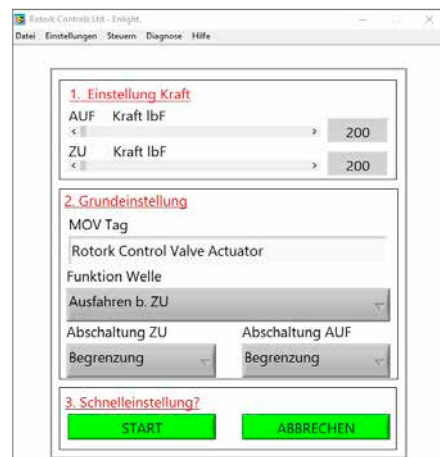 Rotork Controls Ltd - Enlight.
Datei Einstellungen Steuern Diagnose Hilfe
1. Einstellung Kraft
AUF Kraft lbF
< > 200
ZU Kraft lbF
< > 200
2. Grundeinstellung
MOV Tag
Rotork Control Valve Actuator
Funktion Welle
Ausfahren b. ZU
Abschaltung ZU Abschaltung AUF
Begrenzung Begrenzung
3. Schnelleinstellung?
START ABBRECHEN